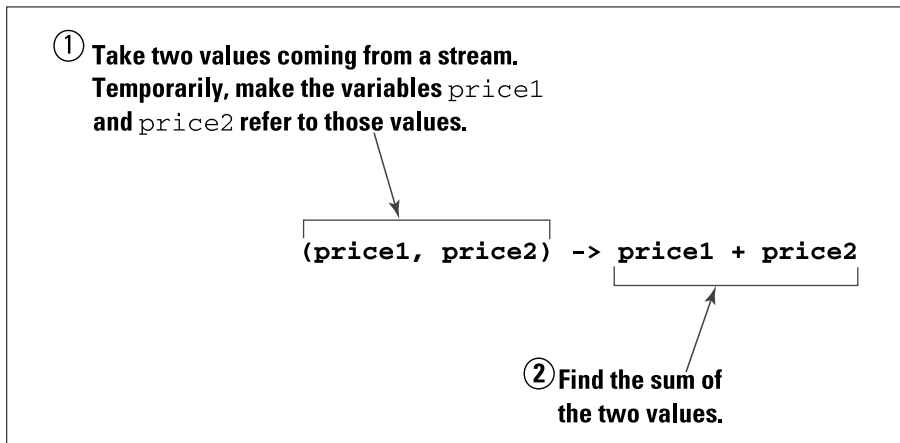 ① Take two values coming from a stream.
Temporarily, make the variables price1
and price2 refer to those values.
(price1, price2) -> price1 + price2
② Find the sum of
the two values.